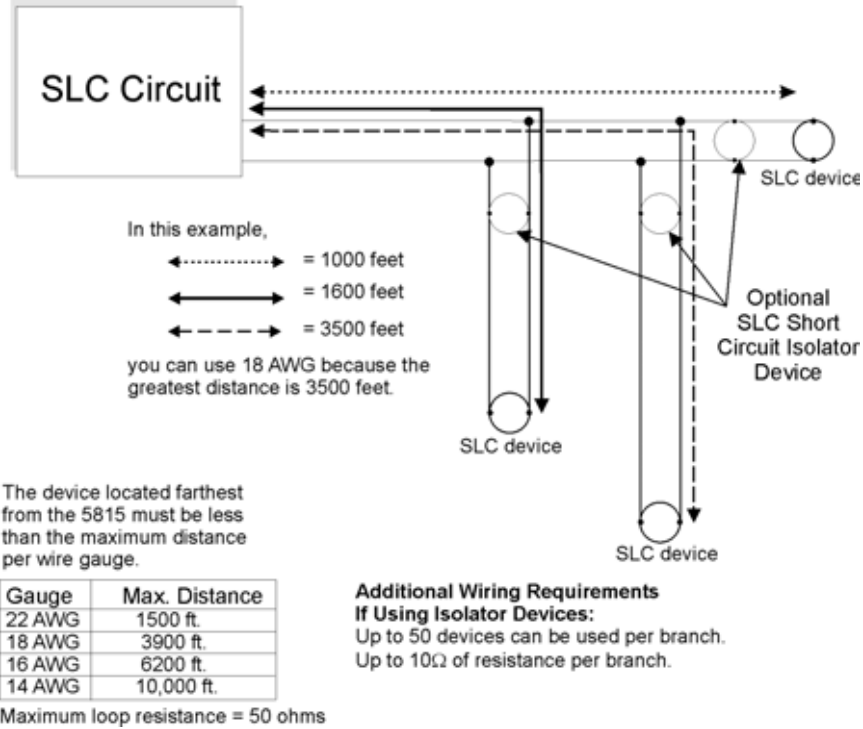 SLC Circuit
SLC device
In this example,
= 1000 feet
= 1600 feet
= 3500 feet
you can use 18 AWG because the
greatest distance is 3500 feet.
Optional
SLC Short
Circuit Isolator
Device
SLC device
SLC device
The device located farthest
from the 5815 must be less
than the maximum distance
per wire gauge.
Gauge Max. Distance
22 AWG 1500 ft.
18 AWG 3900 ft.
16 AWG 6200 ft.
14 AWG 10,000 ft.
Maximum loop resistance = 50 ohms
Additional Wiring Requirements
If Using Isolator Devices:
Up to 50 devices can be used per branch.
Up to 10Ω of resistance per branch.